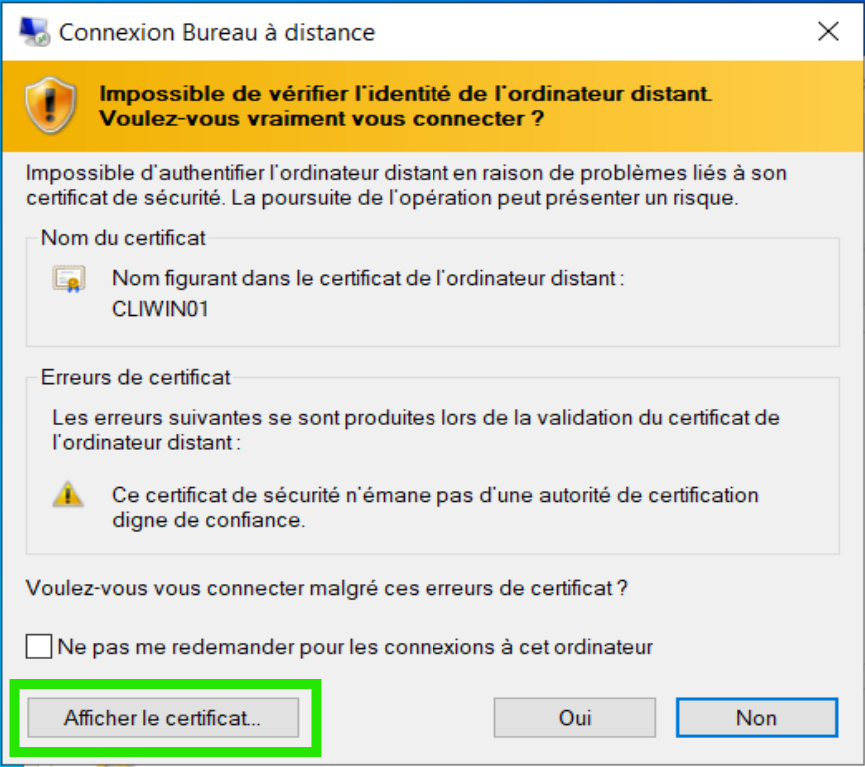 Connexion Bureau à distance
Impossible de vérifier l'identité de l'ordinateur distant.
Voulez-vous vraiment vous connecter ?
Impossible d'authentifier l'ordinateur distant en raison de problèmes liés à son
certificat de sécurité. La poursuite de l'opération peut présenter un risque.
Nom du certificat
Nom figurant dans le certificat de l'ordinateur distant :
CLIWIN01
Erreurs de certificat
Les erreurs suivantes se sont produites lors de la validation du certificat de
l'ordinateur distant :
Ce certificat de sécurité n'émane pas d'une autorité de certification
digne de confiance.
Voulez-vous vous connecter malgré ces erreurs de certificat ?
Ne pas me redemander pour les connexions à cet ordinateur
Afficher le certificat... Oui Non